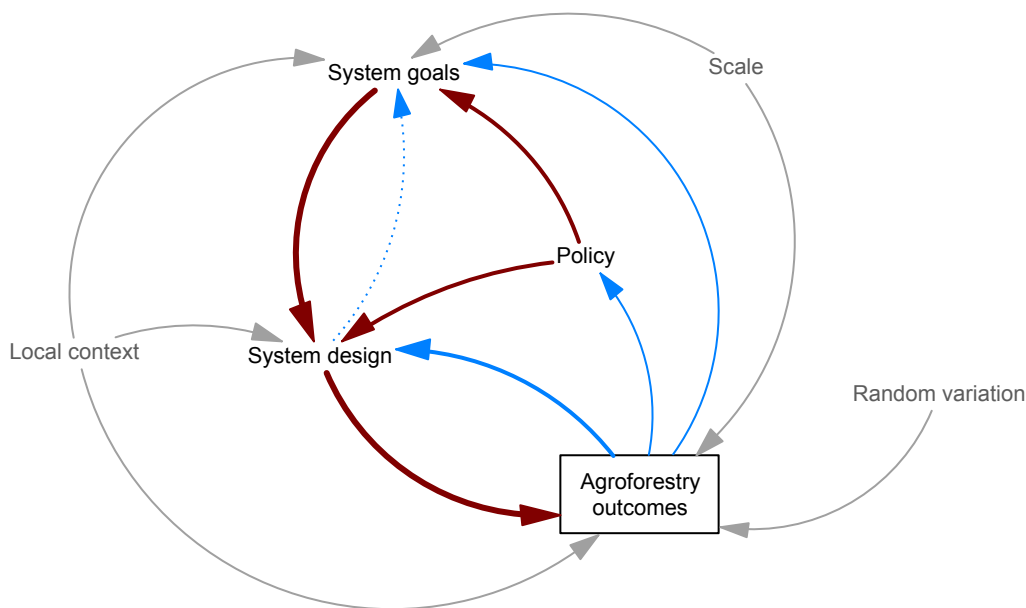 Scale
System goals
Policy
Local context
System design
Random variation
Agroforestry
outcomes